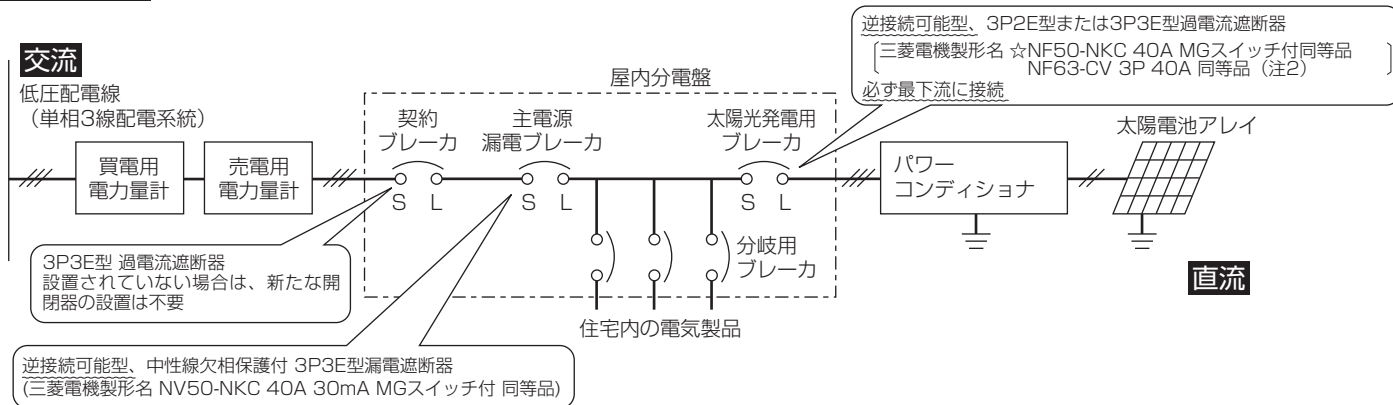 逆接続可能型、3P2E型または3P3E型過電流遮断器
三菱電機製形名 ☆NF50-NKC 40A MGスイッチ付同等品
NF63-CV 3P 40A 同等品（注2）
必ず最下流に接続
交流
低圧配電線
（単相3線配電系統）
屋内分電盤
契約
ブレーカ
主電源
漏電ブレーカ
太陽光発電用
ブレーカ
太陽電池アレイ
買電用
電力量計
売電用
電力量計
パワー
コンディショナ
S L
S L
S L
3P3E型 過電流遮断器
設置されていない場合は、新たな開
閉器の設置は不要
分岐用
ブレーカ
直流
住宅内の電気製品
逆接続可能型、中性線欠相保護付 3P3E型漏電遮断器
(三菱電機製形名 NV50-NKC 40A 30mA MGスイッチ付 同等品)